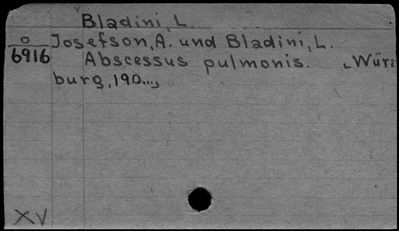 Bladini, L.
o
6916
Josefson, A. und Bladini, L.
Abscessus pulmonis. Würz
burg, 190..,
XV